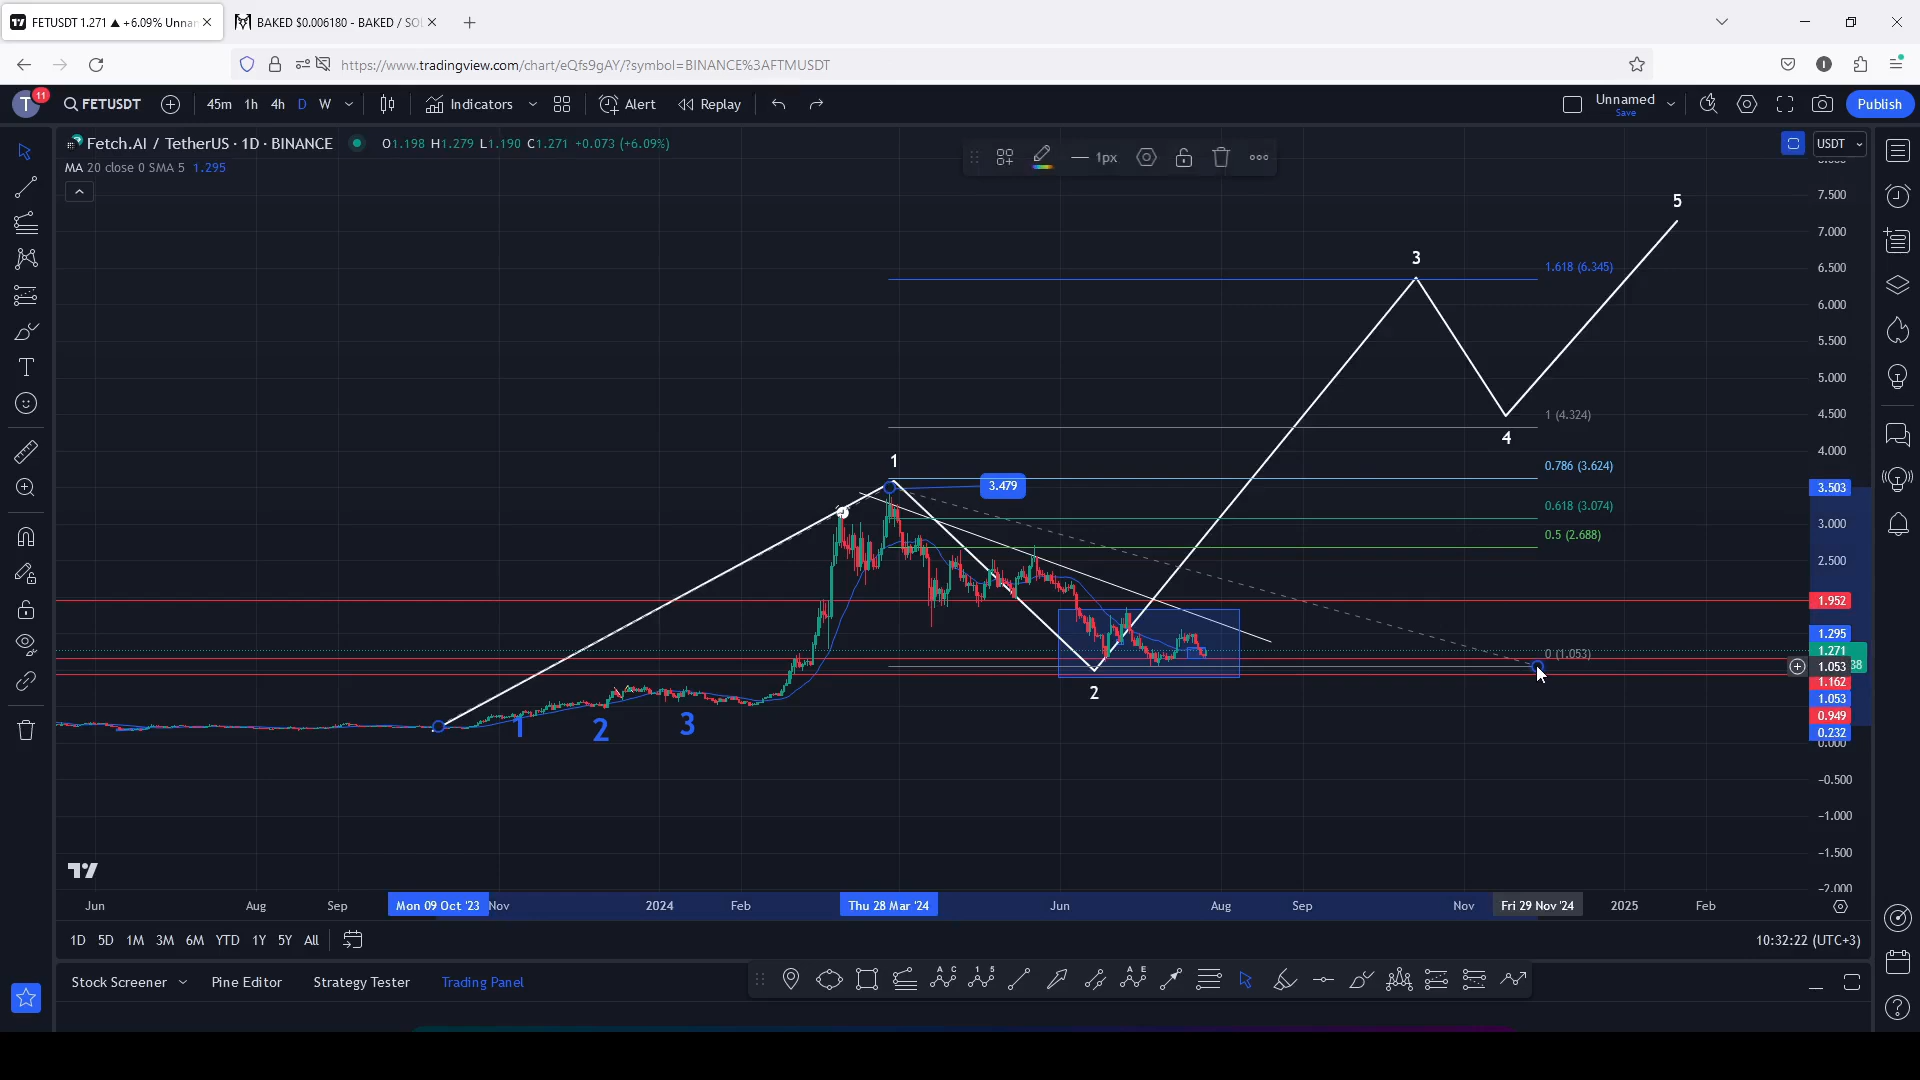 FETUSDT 1.271 ▲ +6.09% Unnar
BAKED $0.006180 - BAKED / SO
https://www.tradingview.com/chart/eQfs9gAY/?symbol=BINANCE%3AFTMUSDT
T 11 FETUSDT 45m 1h 4h D W Indicators Alert Replay Unnamed Save Publish
Fetch.AI / TetherUS · 1D · BINANCE O1.198 H1.279 L1.190 C1.271 +0.073 (+6.09%)
USDT
1px
MA 20 close 0 SMA 5 1.295
7.500
5
7.000
3
1.618 (6.345)
6.500
6.000
5.500
5.000
1 (4.324)
4.500
4
4.000
1
0.786 (3.624)
3.479
3.503
0.618 (3.074)
3.000
0.5 (2.688)
2.500
1.952
1.295
1.271
0 (1.053)
1.053
38
1.162
2
1.053
0.949
1 2 3
0.232
0.000
−0.500
−1.000
−1.500
−2.000
Jun Aug Sep Mon 09 Oct '23 Nov 2024 Feb Thu 28 Mar '24 Jun Aug Sep Nov Fri 29 Nov '24 2025 Feb
1D 5D 1M 3M 6M YTD 1Y 5Y All 10:32:22 (UTC+3)
Stock Screener Pine Editor Strategy Tester Trading Panel
A C 1 5 A E